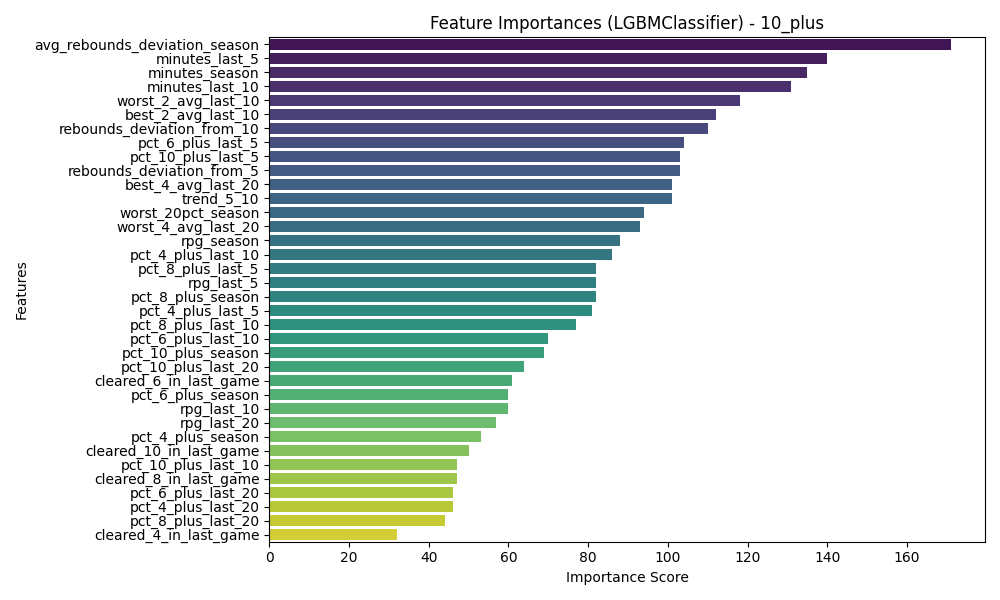 Feature Importances (LGBMClassifier) - 10_plus
avg_rebounds_deviation_season
minutes_last_5
minutes_season
minutes_last_10
worst_2_avg_last_10
best_2_avg_last_10
rebounds_deviation_from_10
pct_6_plus_last_5
pct_10_plus_last_5
rebounds_deviation_from_5
best_4_avg_last_20
trend_5_10
worst_20pct_season
worst_4_avg_last_20
rpg_season
pct_4_plus_last_10
pct_8_plus_last_5
rpg_last_5
pct_8_plus_season
pct_4_plus_last_5
pct_8_plus_last_10
pct_6_plus_last_10
pct_10_plus_season
pct_10_plus_last_20
cleared_6_in_last_game
pct_6_plus_season
rpg_last_10
rpg_last_20
pct_4_plus_season
cleared_10_in_last_game
pct_10_plus_last_10
cleared_8_in_last_game
pct_6_plus_last_20
pct_4_plus_last_20
pct_8_plus_last_20
cleared_4_in_last_game
Features
0 20 40 60 80 100 120 140 160
Importance Score